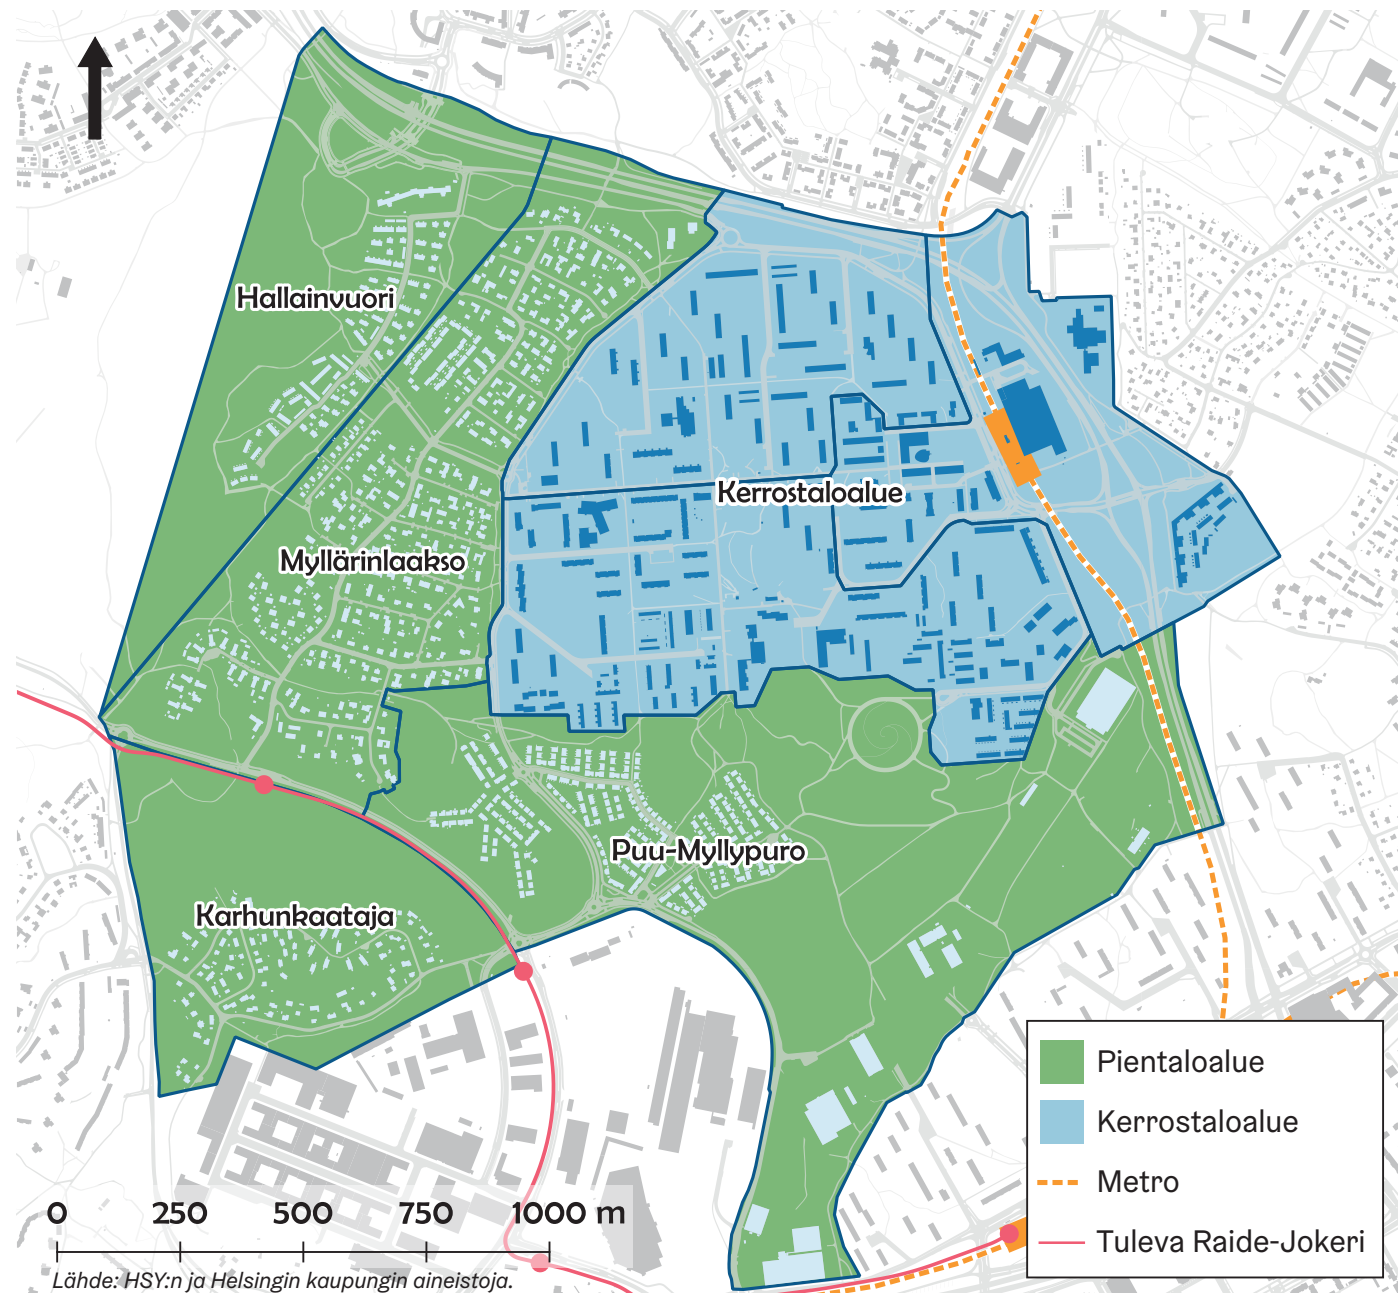 Hallainvuori
Kerrostaloalue
Myllärinlaakso
Puu-Myllypuro
Karhunkaataja
Pientaloalue
Kerrostaloalue
Metro
Tuleva Raide-Jokeri
0 250 500 750 1000 m
Lähde: HSY:n ja Helsingin kaupungin aineistoja.